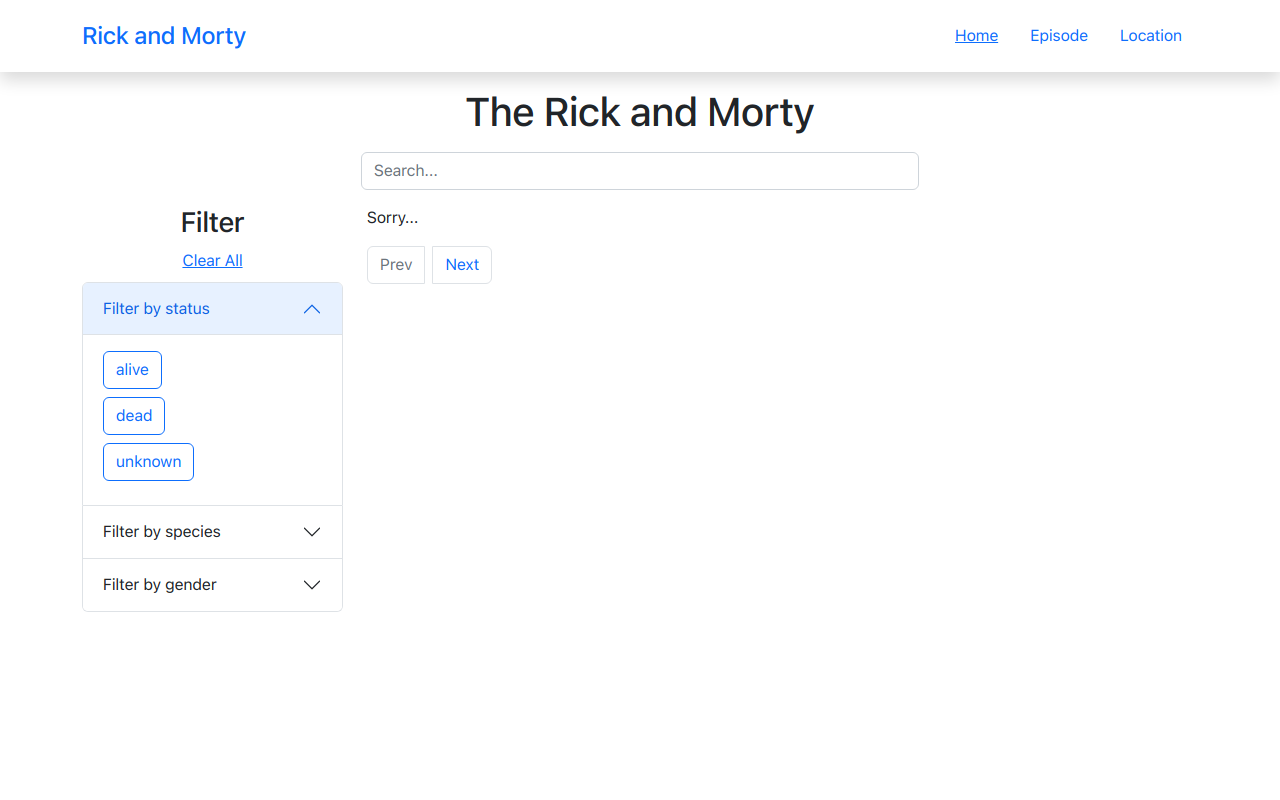 Rick and Morty
Home Episode Location
The Rick and Morty
Search...
Filter
Clear All
Filter by status
alive
dead
unknown
Filter by species
Filter by gender
Sorry...
Prev Next